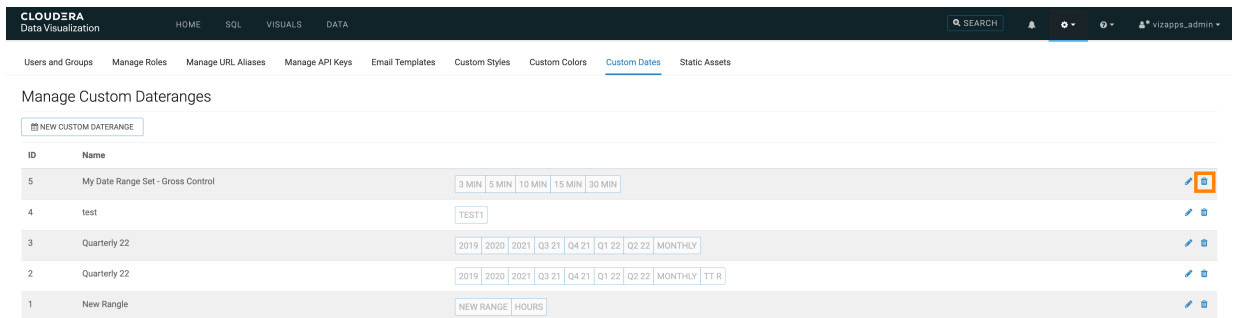 CLOUDERA
Data Visualization
HOME SQL VISUALS DATA
SEARCH
vizapps_admin
Users and Groups Manage Roles Manage URL Aliases Manage API Keys Email Templates Custom Styles Custom Colors Custom Dates Static Assets
Manage Custom Dateranges
NEW CUSTOM DATERANGE
ID Name
5 My Date Range Set - Gross Control 3 MIN 5 MIN 10 MIN 15 MIN 30 MIN
4 test TEST1
3 Quarterly 22 2019 2020 2021 Q3 21 Q4 21 Q1 22 Q2 22 MONTHLY
2 Quarterly 22 2019 2020 2021 Q3 21 Q4 21 Q1 22 Q2 22 MONTHLY TT R
1 New Rangle NEW RANGE HOURS